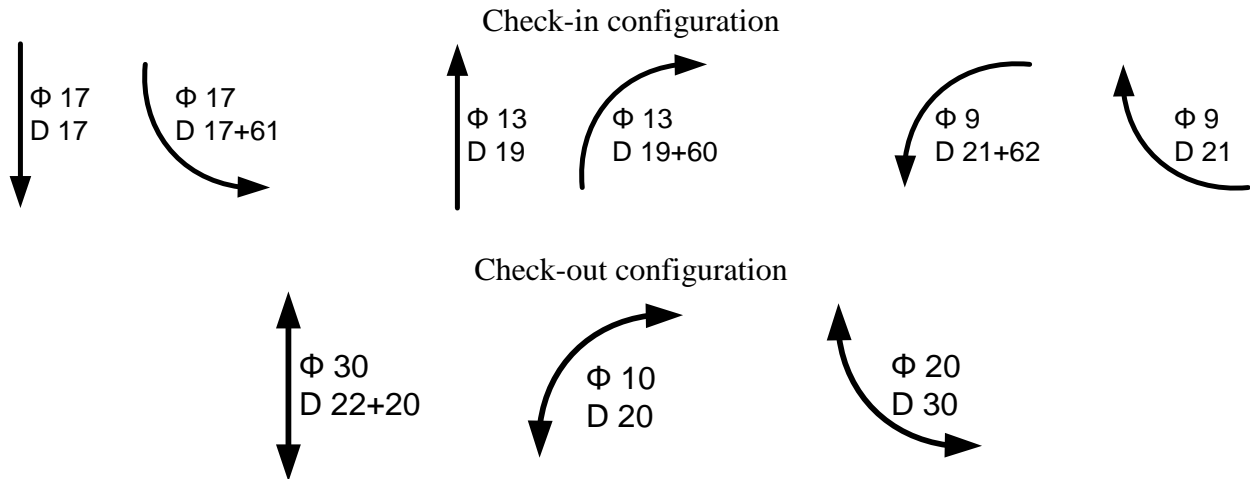 Check-in configuration
Φ 17
D 17
Φ 17
D 17+61
Φ 13
D 19
Φ 13
D 19+60
Φ 9
D 21+62
Φ 9
D 21
Check-out configuration
Φ 30
D 22+20
Φ 10
D 20
Φ 20
D 30